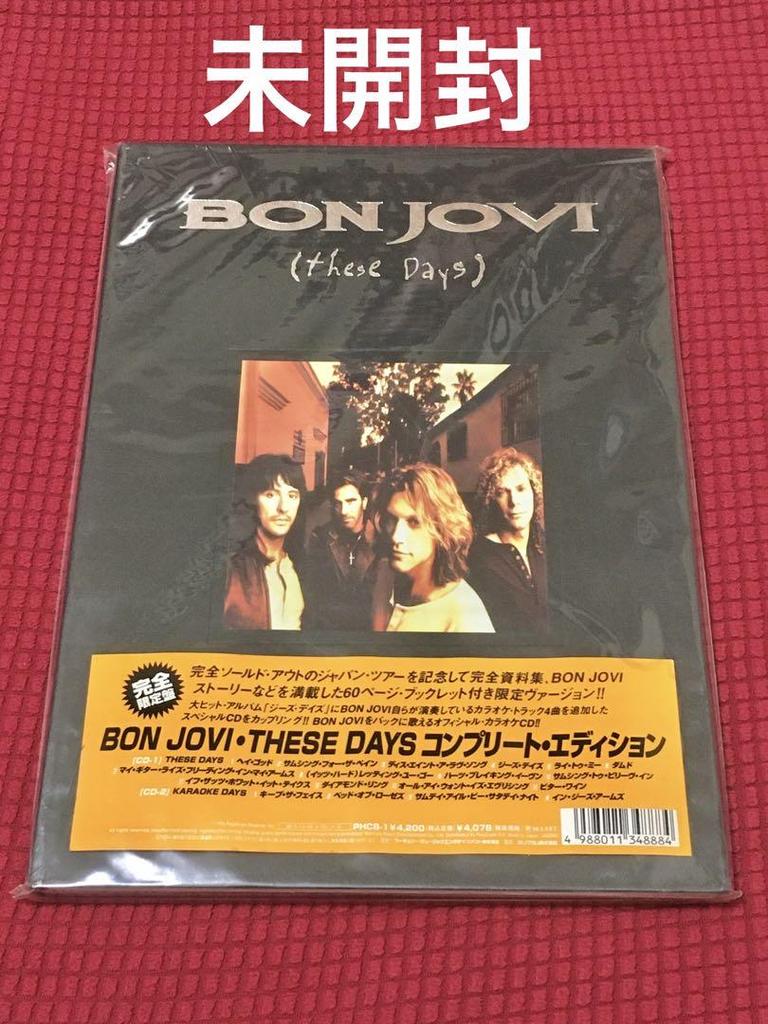 未開封
BON JOVI
(these Days)
完全
限定盤
完全ソールド・アウトのジャパン・ツアーを記念して完全資料集、BON JOVI
ストーリーなどを満載した60ページ・ブックレット付き限定ヴァージョン!!
大ヒット・アルバム「ジーズ・デイズ」にBON JOVI自らが演奏しているカラオケ・トラック4曲を追加した
スペシャルCDをカップリング!! BON JOVIをバックに歌えるオフィシャル・カラオケCD!!
BON JOVI・THESE DAYS コンプリート・エディション
[CD-1] THESE DAYS ヘイ・ゴッド サムシング・フォー・ザ・ペイン ディス・エイント・ア・ラヴ・ソング ジーズ・デイズ ライ・トゥ・ミー ダムド
マイ・ギター・ライズ・ブリーディング・イン・マイ・アームズ (イッツ・ハード)レッティング・ユー・ゴー ハーツ・ブレイキング・イーヴン サムシング・トゥ・ビリーヴ・イン
イフ・ザッツ・ホワット・イット・テイクス ダイアモンド・リング オール・アイ・ウォント・イズ・エヴリシング ビター・ワイン
[CD-2] KARAOKE DAYS キープ・ザ・フェイス ベッド・オブ・ローゼズ サムデイ・アイル・ビー・サタデイ・ナイト イン・ジーズ・アームズ
PHCS-1 ¥4,200 (税込定価) ¥4,078 (税抜価格)
4 988011 348884